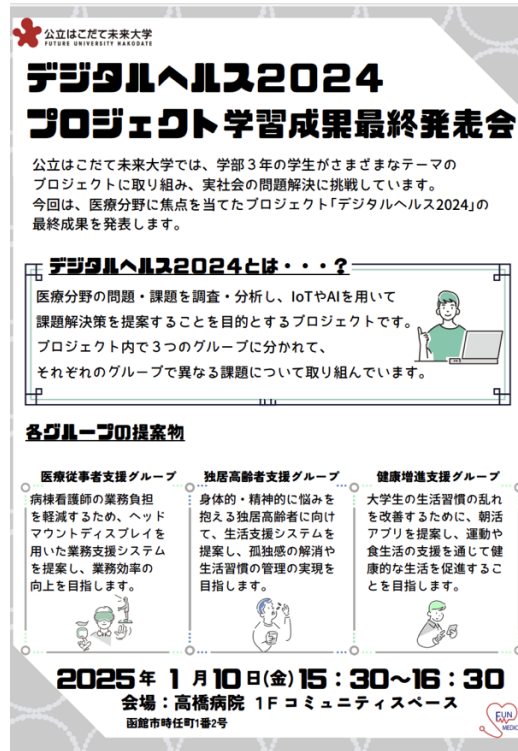 公立はこだて未来大学
FUTURE UNIVERSITY HAKODATE
デジタルヘルス2024
プロジェクト学習成果最終発表会
公立はこだて未来大学では、学部３年の学生がさまざまなテーマの
プロジェクトに取り組み、実社会の問題解決に挑戦しています。
今回は、医療分野に焦点を当てたプロジェクト「デジタルヘルス2024」の
最終成果を発表します。
デジタルヘルス2024とは・・・？
医療分野の問題・課題を調査・分析し、IoTやAIを用いて
課題解決策を提案することを目的とするプロジェクトです。
プロジェクト内で３つのグループに分かれて、
それぞれのグループで異なる課題について取り組んでいます。
各グループの提案物
医療従事者支援グループ
病棟看護師の業務負担
を軽減するため、ヘッド
マウントディスプレイを
用いた業務支援システム
を提案し、業務効率の
向上を目指します。
独居高齢者支援グループ
身体的・精神的に悩みを
抱える独居高齢者に向け
て、生活支援システムを
提案し、孤独感の解消や
生活習慣の管理の実現を
目指します。
健康増進支援グループ
大学生の生活習慣の乱れ
を改善するために、朝活
アプリを提案し、運動や
食生活の支援を通じて健
康的な生活を促進するこ
とを目指します。
2025年 1月10日(金) 15：30～16：30
会場：高橋病院 1Fコミュニティスペース
函館市時任町1番2号
FUN
MEDIC